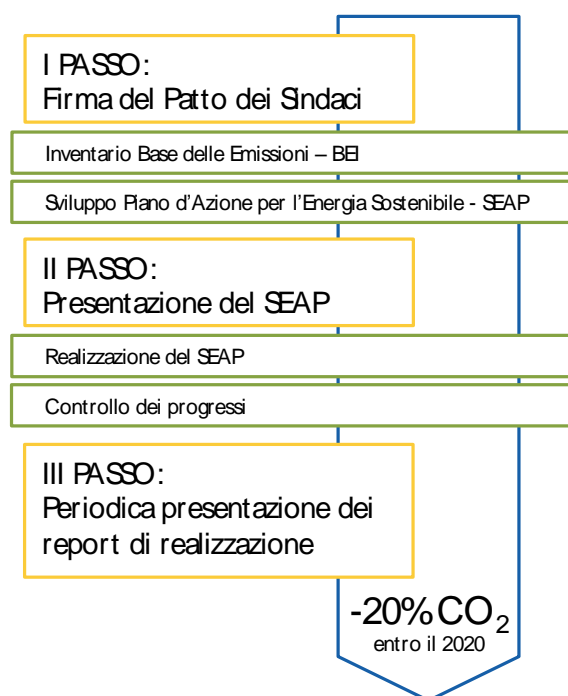 I PASSO:
Firma del Patto dei Sindaci
Inventario Base delle Emissioni – BEI
Sviluppo Piano d'Azione per l'Energia Sostenibile - SEAP
II PASSO:
Presentazione del SEAP
Realizzazione del SEAP
Controllo dei progressi
III PASSO:
Periodica presentazione dei
report di realizzazione
-20% CO₂
entro il 2020